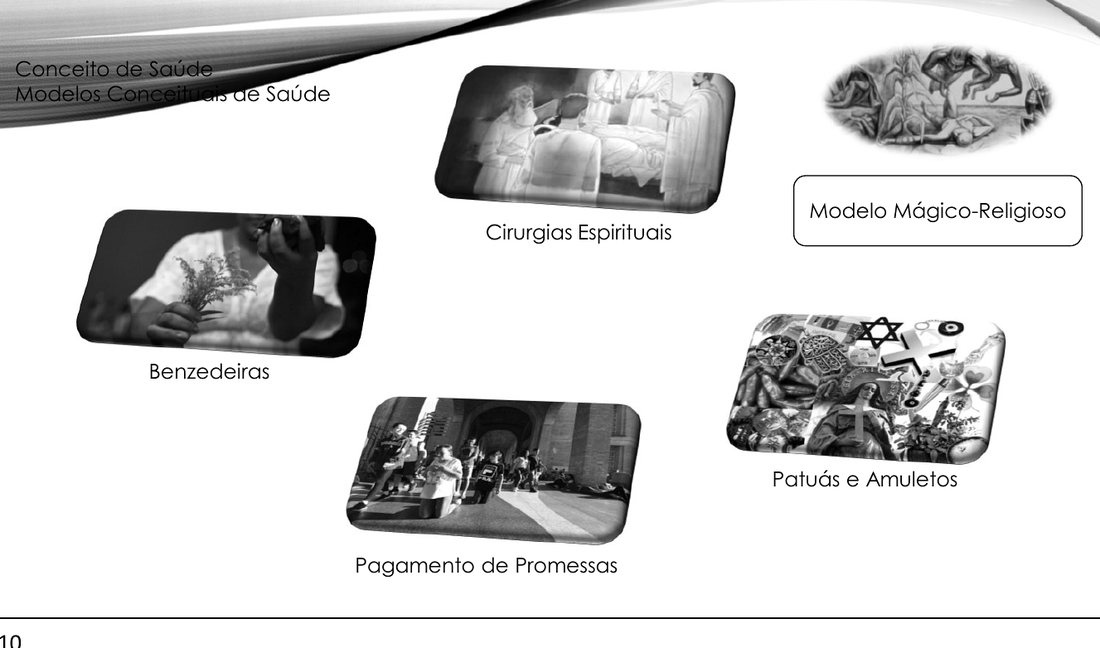 Conceito de Saúde
Modelos Conceituais de Saúde
Cirurgias Espirituais
Modelo Mágico-Religioso
Benzedeiras
Patuás e Amuletos
Pagamento de Promessas
10